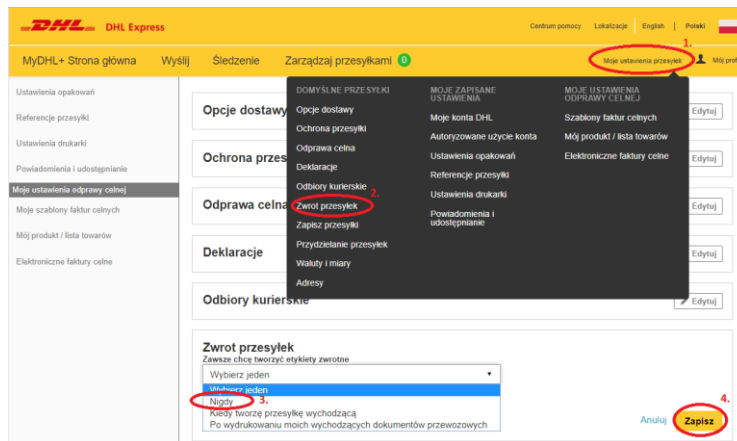 DHL DHL Express
Centrum pomocy Lokalizacje English | Polski
1.
MyDHL+ Strona główna Wyślij Śledzenie Zarządzaj przesyłkami 0 Moje ustawienia przesyłek Mój prof
Ustawienia opakowań
Referencje przesyłki
Ustawienia drukarki
Powiadomienia i udostępnianie
Moje ustawienia odprawy celnej
Moje szablony faktur celnych
Mój produkt / lista towarów
Elektroniczne faktury celne
DOMYŚLNE PRZESYŁKI
Opcje dostawy
Ochrona przesyłki
Odprawa celna
Deklaracje
Odbiory kurierskie
2.
Zwrot przesyłek
Zapisz przesyłki
Przydzielanie przesyłek
Waluty i miary
Adresy
MOJE ZAPISANE
USTAWIENIA
Moje konta DHL
Autoryzowane użycie konta
Ustawienia opakowań
Referencje przesyłki
Ustawienia drukarki
Powiadomienia i
udostępnianie
MOJE USTAWIENIA
ODPRAWY CELNEJ
Szablony faktur celnych
Mój produkt / lista towarów
Elektroniczne faktury celne
Opcje dostawy Edytuj
Ochrona przes Edytuj
Odprawa celna Edytuj
Deklaracje Edytuj
Odbiory kurierskie Edytuj
Zwrot przesyłek
Zawsze chcę tworzyć etykiety zwrotne
Wybierz jeden
Wybierz jeden
Nigdy 3.
Kiedy tworzę przesyłkę wychodzącą
Po wydrukowaniu moich wychodzących dokumentów przewozowych
4.
Anuluj Zapisz